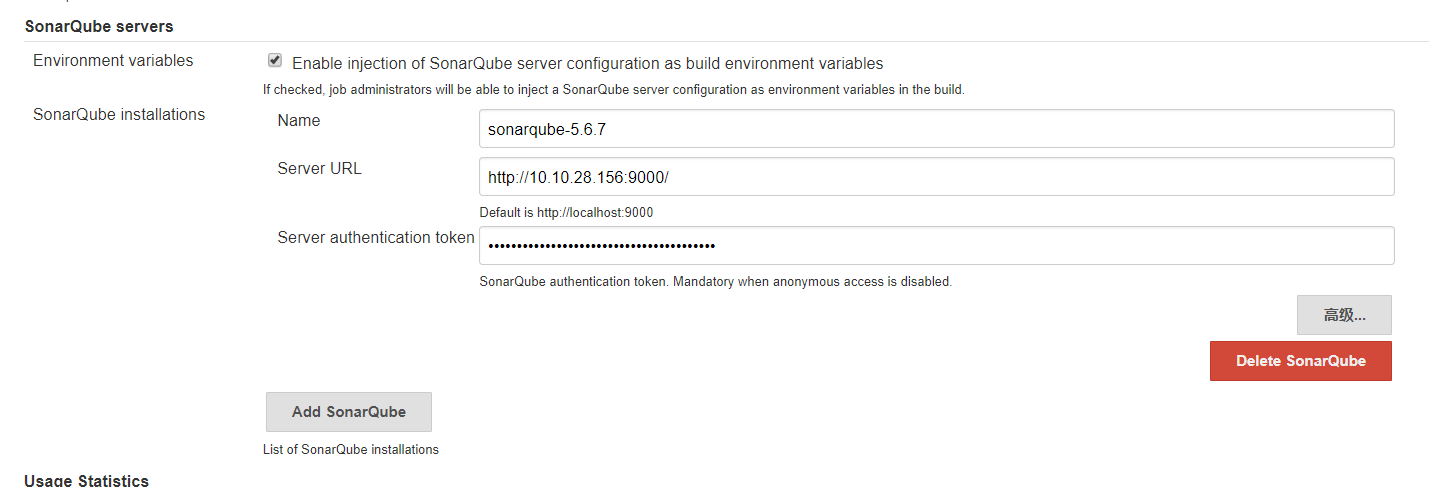 SonarQube servers
Environment variables
Enable injection of SonarQube server configuration as build environment variables
If checked, job administrators will be able to inject a SonarQube server configuration as environment variables in the build.
SonarQube installations
Name
sonarqube-5.6.7
Server URL
http://10.10.28.156:9000/
Default is http://localhost:9000
Server authentication token
••••••••••••••••••••••••••••••••••••••••
SonarQube authentication token. Mandatory when anonymous access is disabled.
高级...
Delete SonarQube
Add SonarQube
List of SonarQube installations
Usage Statistics